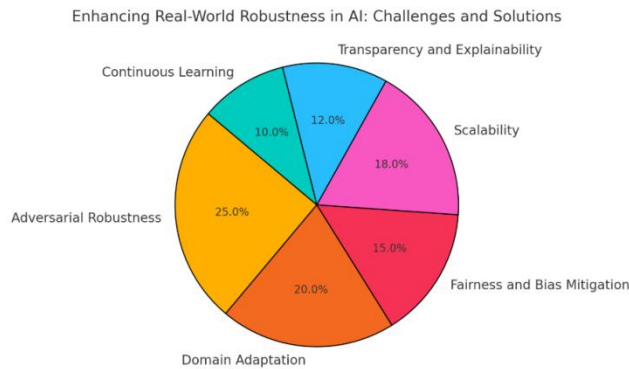 Enhancing Real-World Robustness in AI: Challenges and Solutions
Transparency and Explainability
Continuous Learning
12.0%
10.0%
Scalability
18.0%
Adversarial Robustness
25.0%
15.0%
Fairness and Bias Mitigation
20.0%
Domain Adaptation